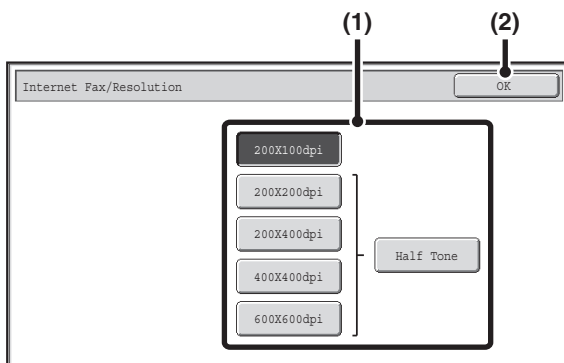 (1) (2)
Internet Fax/Resolution OK
200X100dpi
200X200dpi
200X400dpi
Half Tone
400X400dpi
600X600dpi